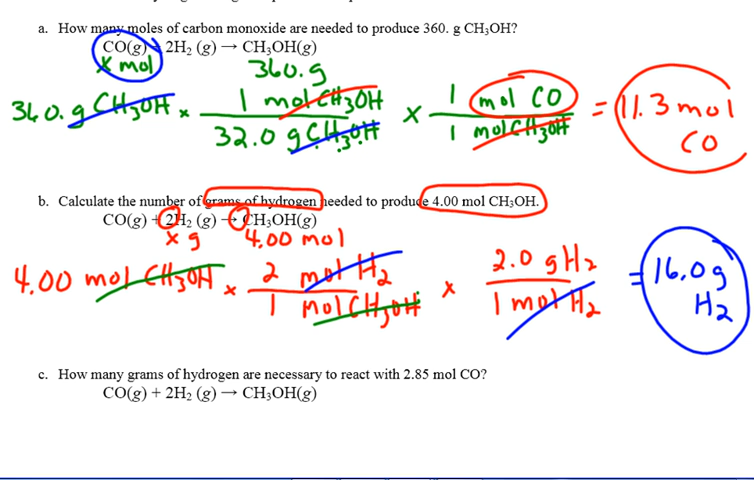 a. How many moles of carbon monoxide are needed to produce 360. g CH₃OH?
CO(g) + 2H₂ (g) → CH₃OH(g)
x mol 360.g
360.g CH₃OH × 1 mol CH₃OH / 32.0 g CH₃OH × 1 mol CO / 1 mol CH₃OH = 11.3 mol CO
b. Calculate the number of grams of hydrogen needed to produce 4.00 mol CH₃OH.
CO(g) + 2H₂ (g) → CH₃OH(g)
x g 4.00 mol
4.00 mol CH₃OH × 2 mol H₂ / 1 mol CH₃OH × 2.0 g H₂ / 1 mol H₂ = 16.0 g H₂
c. How many grams of hydrogen are necessary to react with 2.85 mol CO?
CO(g) + 2H₂ (g) → CH₃OH(g)